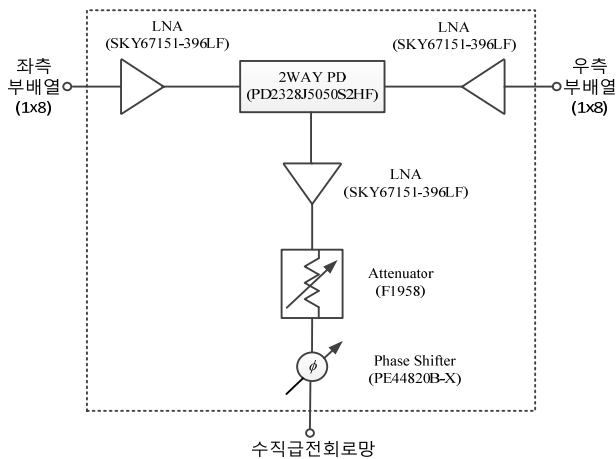 LNA
(SKY67151-396LF)
LNA
(SKY67151-396LF)
좌측
부배열
(1x8)
2WAY PD
(PD2328J5050S2HF)
우측
부배열
(1x8)
LNA
(SKY67151-396LF)
Attenuator
(F1958)
ϕ
Phase Shifter
(PE44820B-X)
수직급전회로망